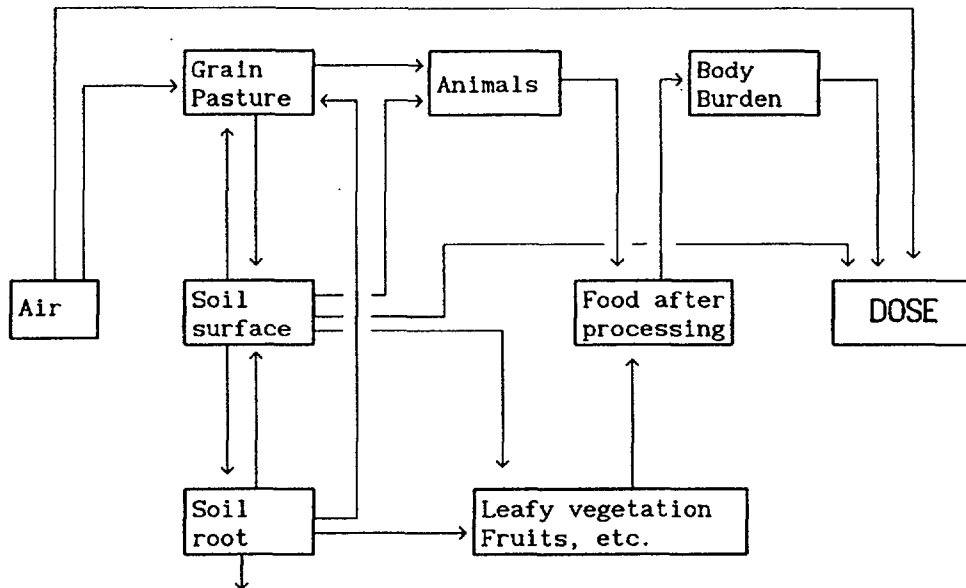 Grain
Pasture
Animals
Body
Burden
Air
Soil
surface
Food after
processing
DOSE
Soil
root
Leafy vegetation
Fruits, etc.